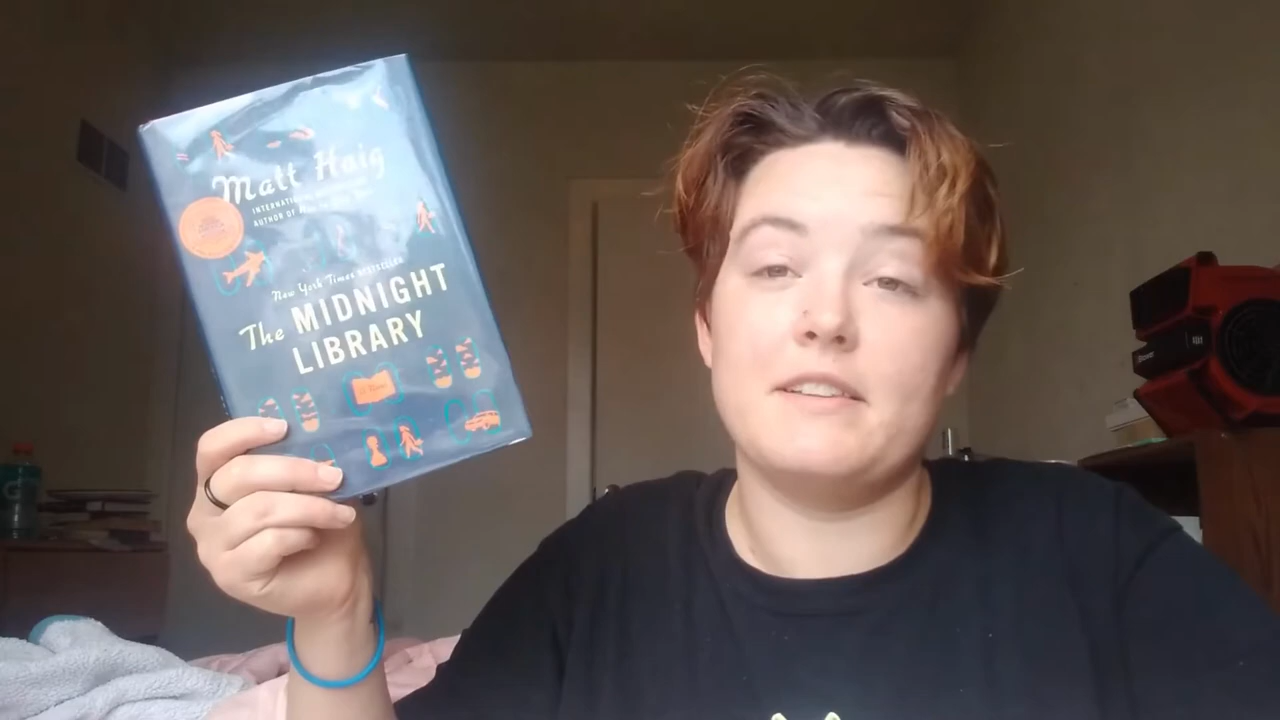 Matt Haig
INTERNATIONAL
AUTHOR OF
New York Times BESTSELLER
The MIDNIGHT
LIBRARY
G